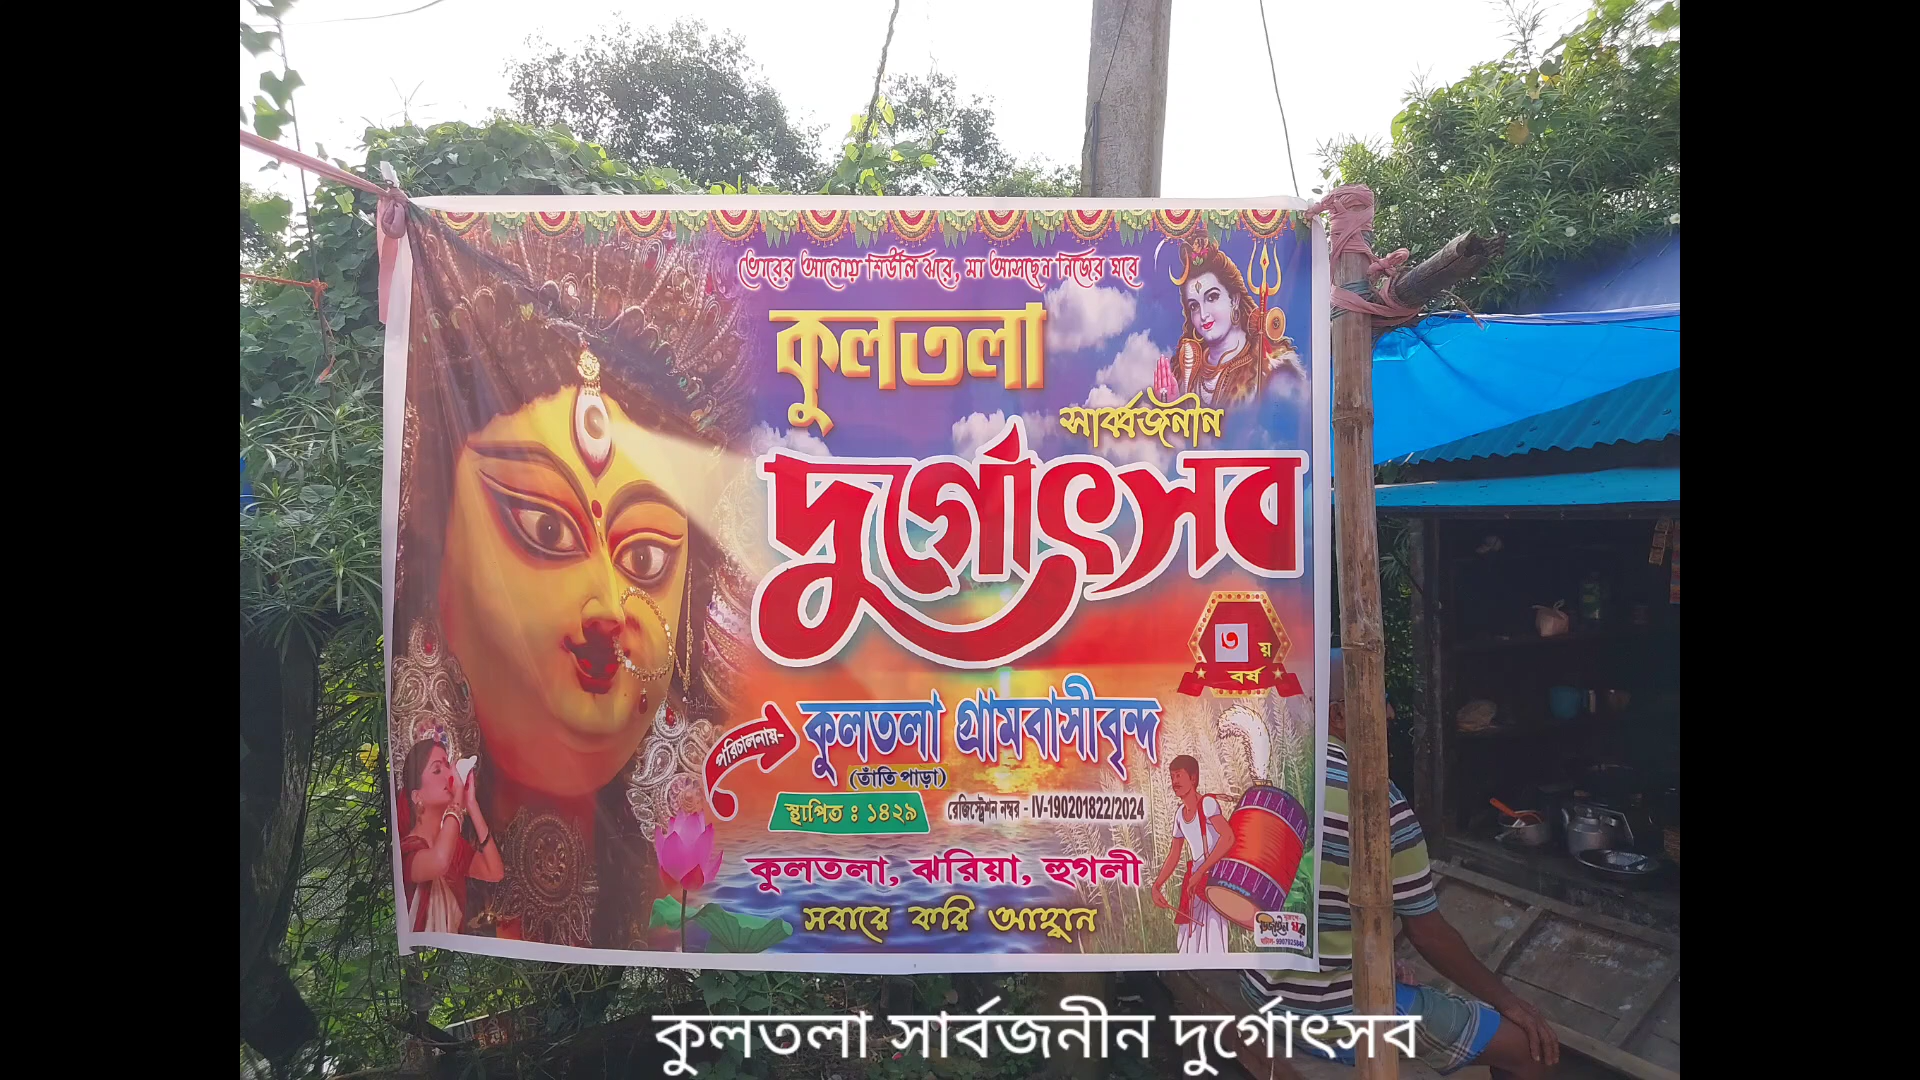 ভোরের আলোয় শিউলি ঝরে, মা আসছেন নিজের ঘরে
কুলতলা
সার্ব্বজনীন
দুর্গোৎসব
৩ য়
বর্ষ
পরিচালনায়-
কুলতলা গ্রামবাসীবৃন্দ
(তাঁতি পাড়া)
স্থাপিত ঃ ১৪২৯
রেজিস্ট্রেশন নম্বর - IV-190201822/2024
কুলতলা, ঝরিয়া, হুগলী
সবারে করি আহ্বান
কুলতলা সার্বজনীন দুর্গোৎসব